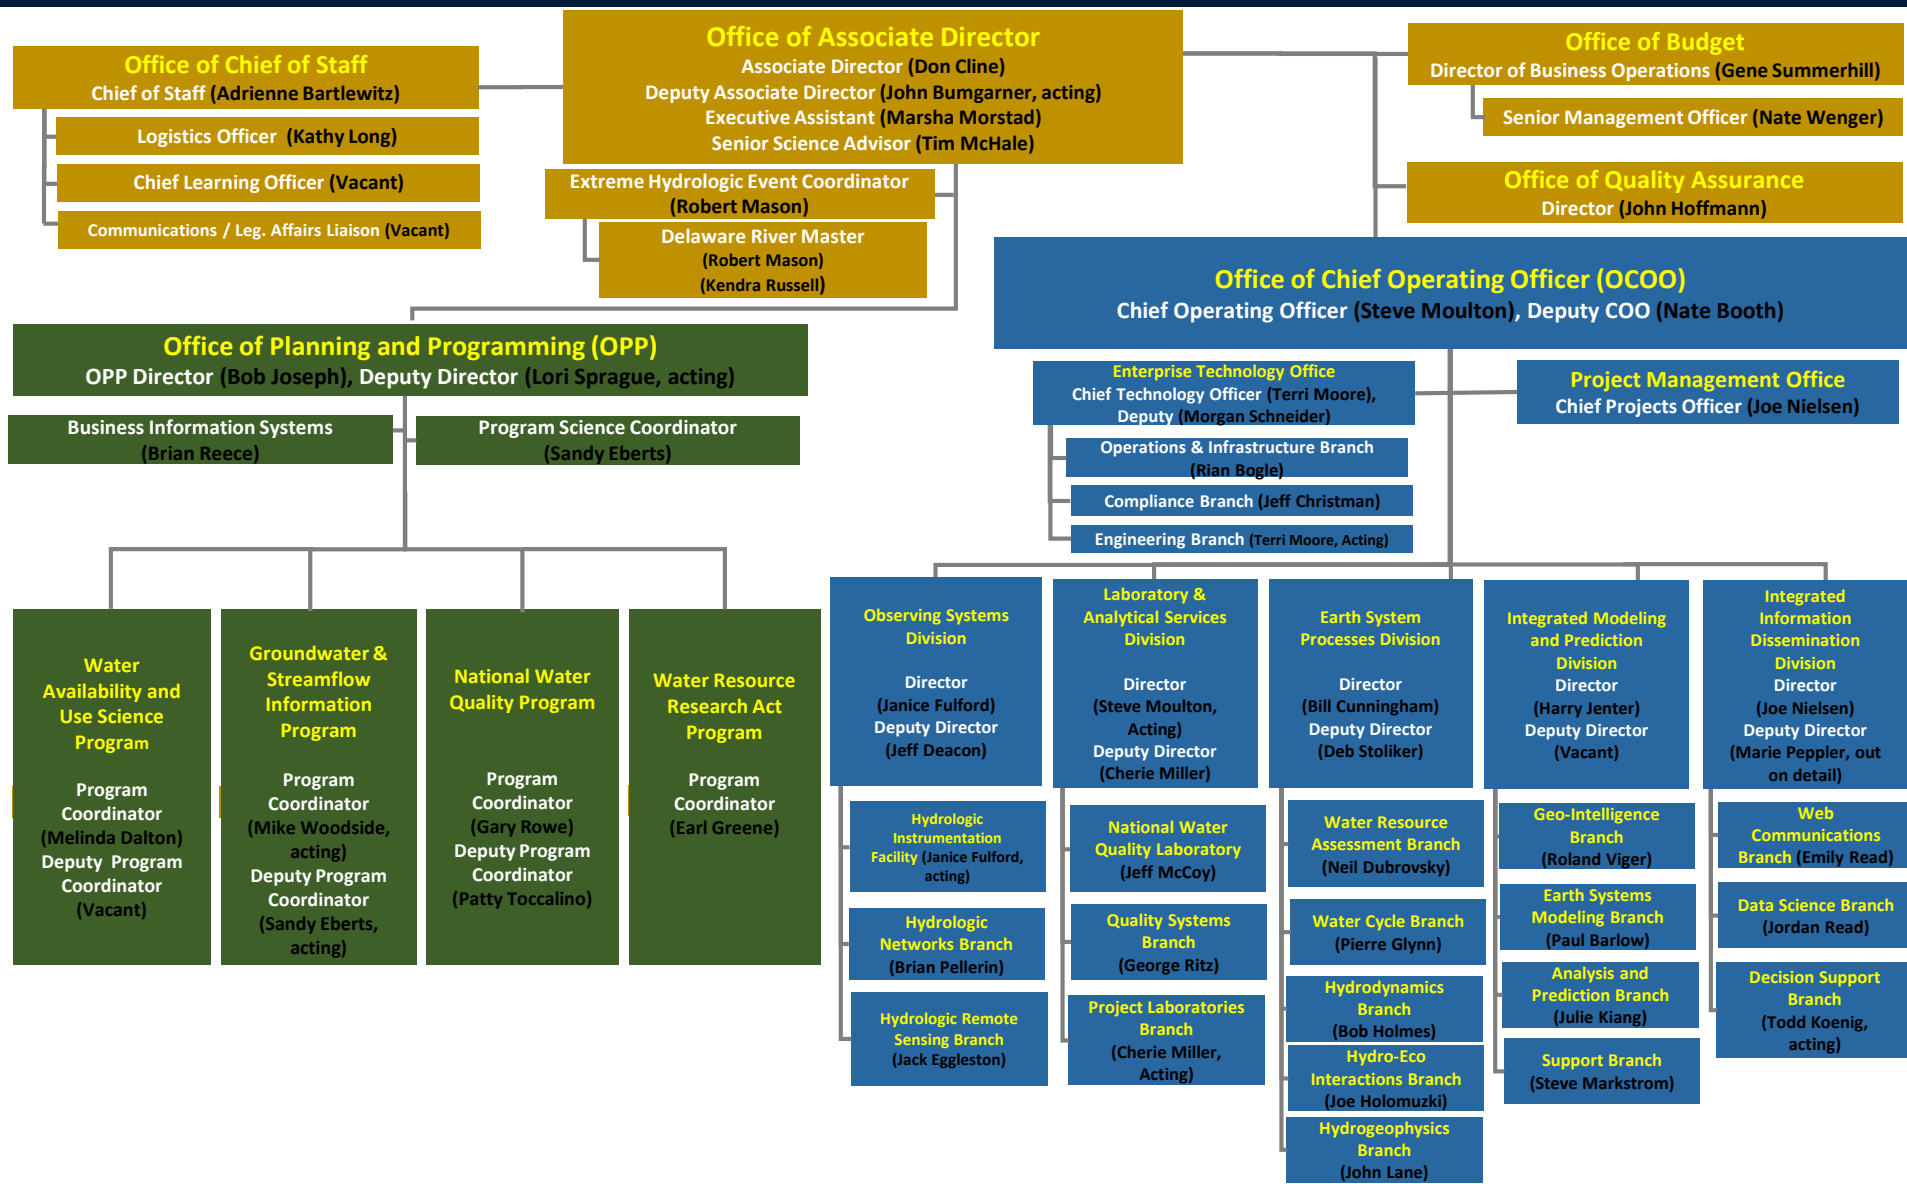 Office of Chief of Staff
Chief of Staff (Adrienne Bartlewitz)
Logistics Officer (Kathy Long)
Chief Learning Officer (Vacant)
Communications / Leg. Affairs Liaison (Vacant)
Office of Associate Director
Associate Director (Don Cline)
Deputy Associate Director (John Bumgarner, acting)
Executive Assistant (Marsha Morstad)
Senior Science Advisor (Tim McHale)
Extreme Hydrologic Event Coordinator
(Robert Mason)
Delaware River Master
(Robert Mason)
(Kendra Russell)
Office of Budget
Director of Business Operations (Gene Summerhill)
Senior Management Officer (Nate Wenger)
Office of Quality Assurance
Director (John Hoffmann)
Office of Planning and Programming (OPP)
OPP Director (Bob Joseph), Deputy Director (Lori Sprague, acting)
Business Information Systems
(Brian Reece)
Program Science Coordinator
(Sandy Eberts)
Water
Availability and
Use Science
Program
Program
Coordinator
(Melinda Dalton)
Deputy Program
Coordinator
(Vacant)
Groundwater &
Streamflow
Information
Program
Program
Coordinator
(Mike Woodside,
acting)
Deputy Program
Coordinator
(Sandy Eberts,
acting)
National Water
Quality Program
Program
Coordinator
(Gary Rowe)
Deputy Program
Coordinator
(Patty Toccalino)
Water Resource
Research Act
Program
Program
Coordinator
(Earl Greene)
Office of Chief Operating Officer (OCOO)
Chief Operating Officer (Steve Moulton), Deputy COO (Nate Booth)
Enterprise Technology Office
Chief Technology Officer (Terri Moore),
Deputy (Morgan Schneider)
Operations & Infrastructure Branch
(Rian Bogle)
Compliance Branch (Jeff Christman)
Engineering Branch (Terri Moore, Acting)
Project Management Office
Chief Projects Officer (Joe Nielsen)
Observing Systems
Division
Director
(Janice Fulford)
Deputy Director
(Jeff Deacon)
Hydrologic
Instrumentation
Facility (Janice Fulford,
acting)
Hydrologic
Networks Branch
(Brian Pellerin)
Hydrologic Remote
Sensing Branch
(Jack Eggleston)
Laboratory &
Analytical Services
Division
Director
(Steve Moulton,
Acting)
Deputy Director
(Cherie Miller)
National Water
Quality Laboratory
(Jeff McCoy)
Quality Systems
Branch
(George Ritz)
Project Laboratories
Branch
(Cherie Miller,
Acting)
Earth System
Processes Division
Director
(Bill Cunningham)
Deputy Director
(Deb Stoliker)
Water Resource
Assessment Branch
(Neil Dubrovsky)
Water Cycle Branch
(Pierre Glynn)
Hydrodynamics
Branch
(Bob Holmes)
Hydro-Eco
Interactions Branch
(Joe Holomuzki)
Hydrogeophysics
Branch
(John Lane)
Integrated Modeling
and Prediction
Division
Director
(Harry Jenter)
Deputy Director
(Vacant)
Geo-Intelligence
Branch
(Roland Viger)
Earth Systems
Modeling Branch
(Paul Barlow)
Analysis and
Prediction Branch
(Julie Kiang)
Support Branch
(Steve Markstrom)
Integrated
Information
Dissemination
Division
Director
(Joe Nielsen)
Deputy Director
(Marie Peppler, out
on detail)
Web
Communications
Branch (Emily Read)
Data Science Branch
(Jordan Read)
Decision Support
Branch
(Todd Koenig,
acting)